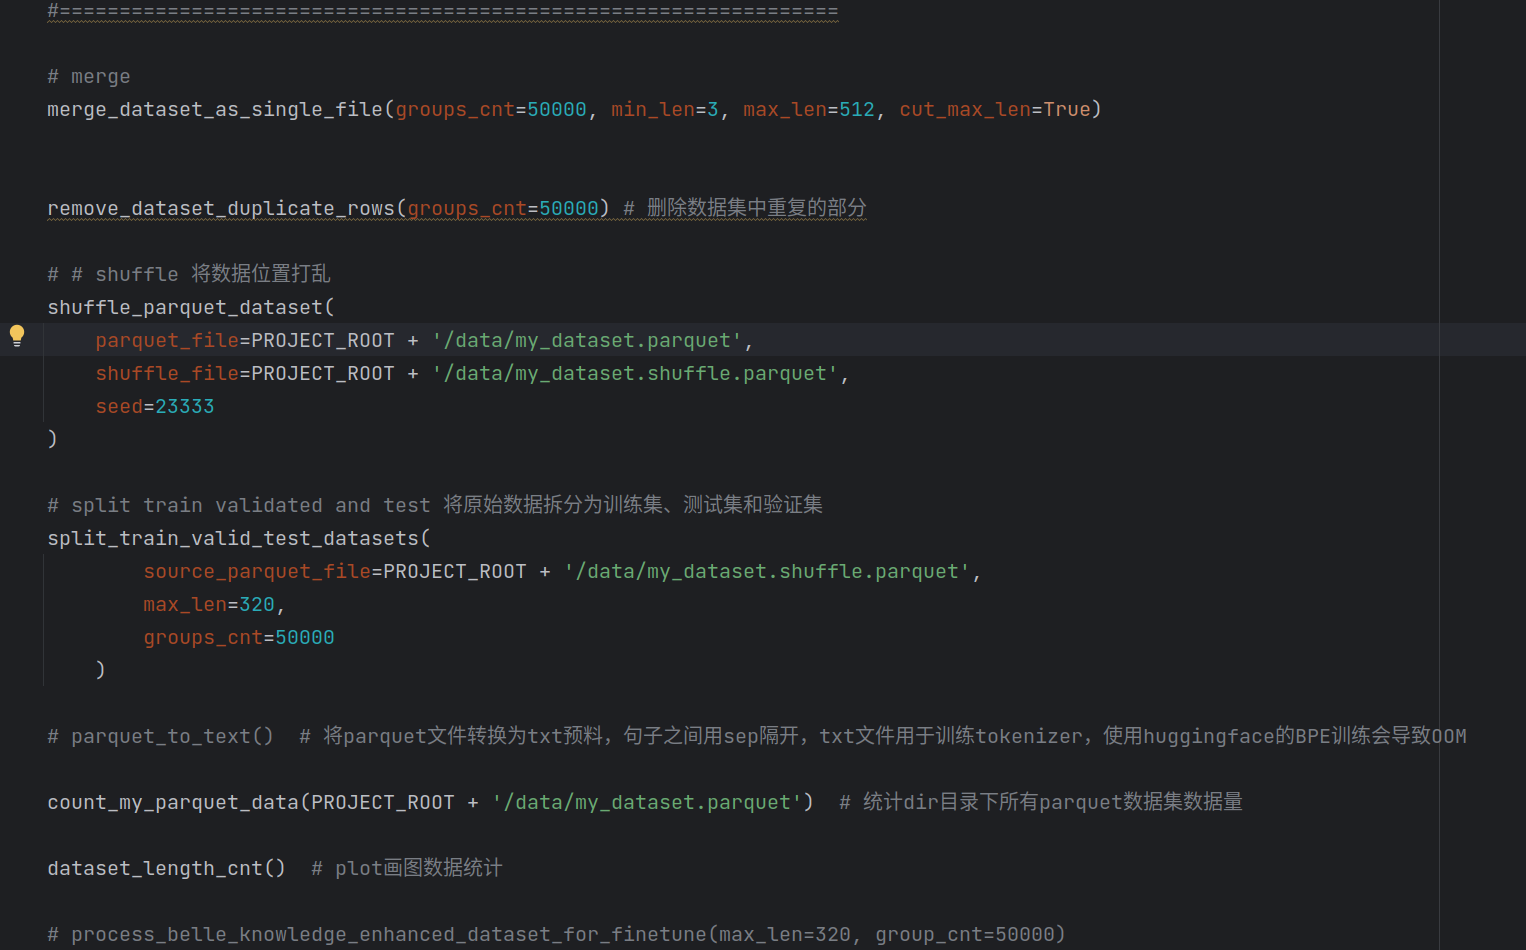 #=================================================================
# merge
merge_dataset_as_single_file(groups_cnt=50000, min_len=3, max_len=512, cut_max_len=True)
remove_dataset_duplicate_rows(groups_cnt=50000) # 删除数据集中重复的部分
# # shuffle 将数据位置打乱
shuffle_parquet_dataset(
    parquet_file=PROJECT_ROOT + '/data/my_dataset.parquet',
    shuffle_file=PROJECT_ROOT + '/data/my_dataset.shuffle.parquet',
    seed=23333
)
# split train validated and test 将原始数据拆分为训练集、测试集和验证集
split_train_valid_test_datasets(
        source_parquet_file=PROJECT_ROOT + '/data/my_dataset.shuffle.parquet',
        max_len=320,
        groups_cnt=50000
    )
# parquet_to_text()  # 将parquet文件转换为txt预料，句子之间用sep隔开，txt文件用于训练tokenizer，使用huggingface的BPE训练会导致OOM
count_my_parquet_data(PROJECT_ROOT + '/data/my_dataset.parquet')  # 统计dir目录下所有parquet数据集数据量
dataset_length_cnt()  # plot画图数据统计
# process_belle_knowledge_enhanced_dataset_for_finetune(max_len=320, group_cnt=50000)